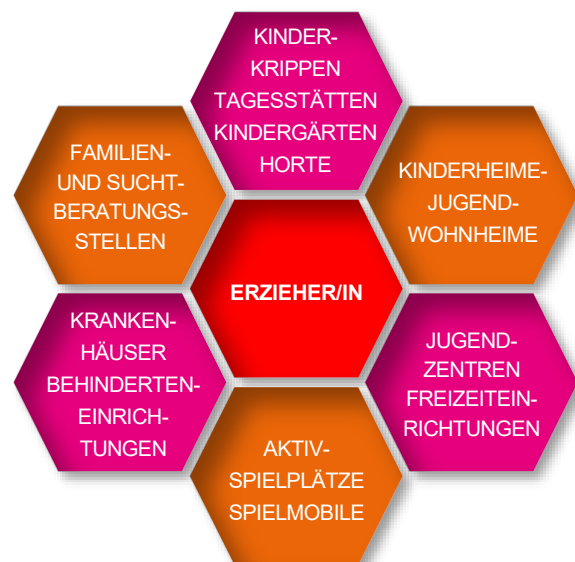 KINDER-
KRIPPEN
TAGESSTÄTTEN
KINDERGÄRTEN
HORTE
FAMILIEN-
UND SUCHT-
BERATUNGS-
STELLEN
KINDERHEIME-
JUGEND-
WOHNHEIME
ERZIEHER/IN
KRANKEN-
HÄUSER
BEHINDERTEN-
EINRICH-
TUNGEN
JUGEND-
ZENTREN
FREIZEITEIN-
RICHTUNGEN
AKTIV-
SPIELPLÄTZE
SPIELMOBILE